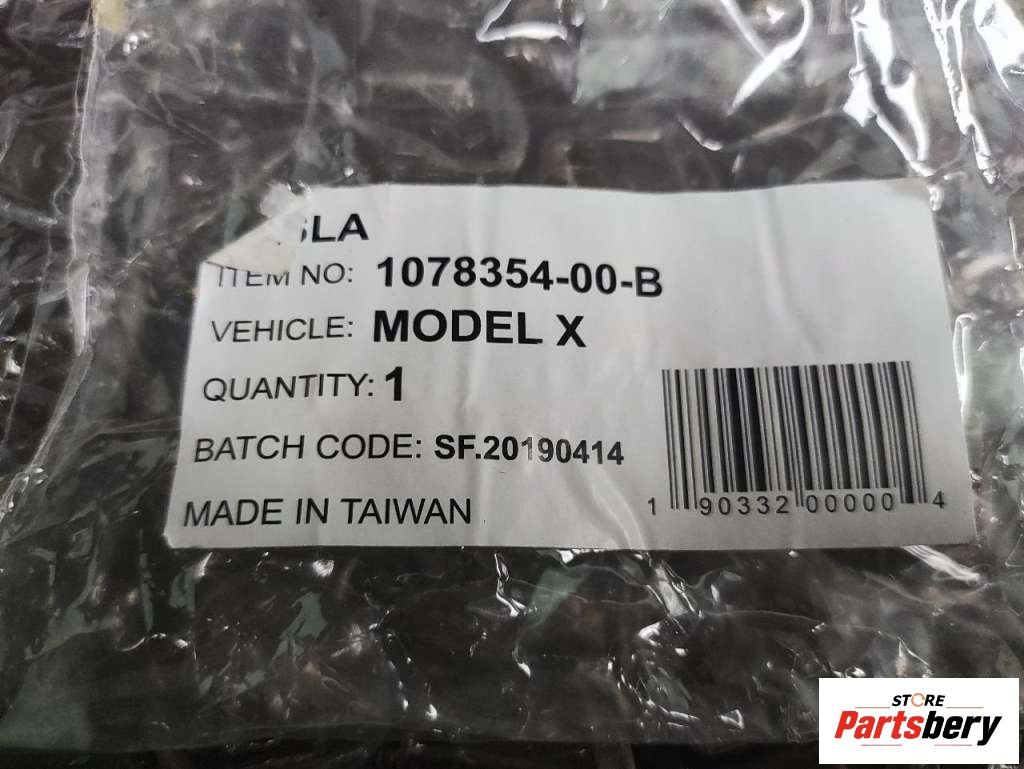 SLA
ITEM NO: 1078354-00-B
VEHICLE: MODEL X
QUANTITY: 1
BATCH CODE: SF.20190414
MADE IN TAIWAN
1 90332 00000 4
STORE
Partsbery